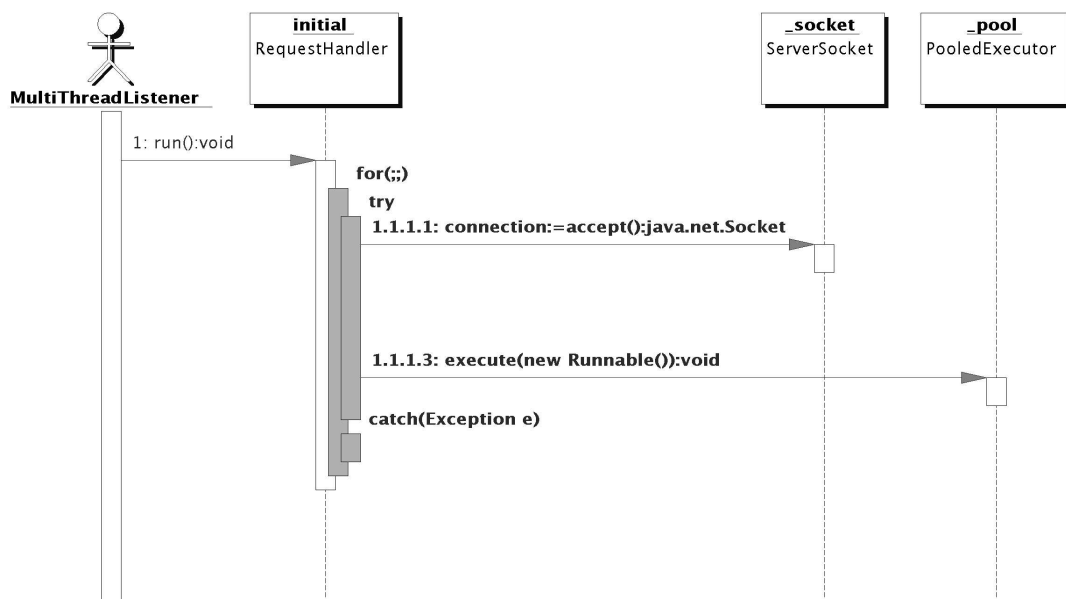 initial
RequestHandler
_socket
ServerSocket
_pool
PooledExecutor
MultiThreadListener
1: run():void
for(;;)
try
1.1.1.1: connection:=accept():java.net.Socket
1.1.1.3: execute(new Runnable()):void
catch(Exception e)